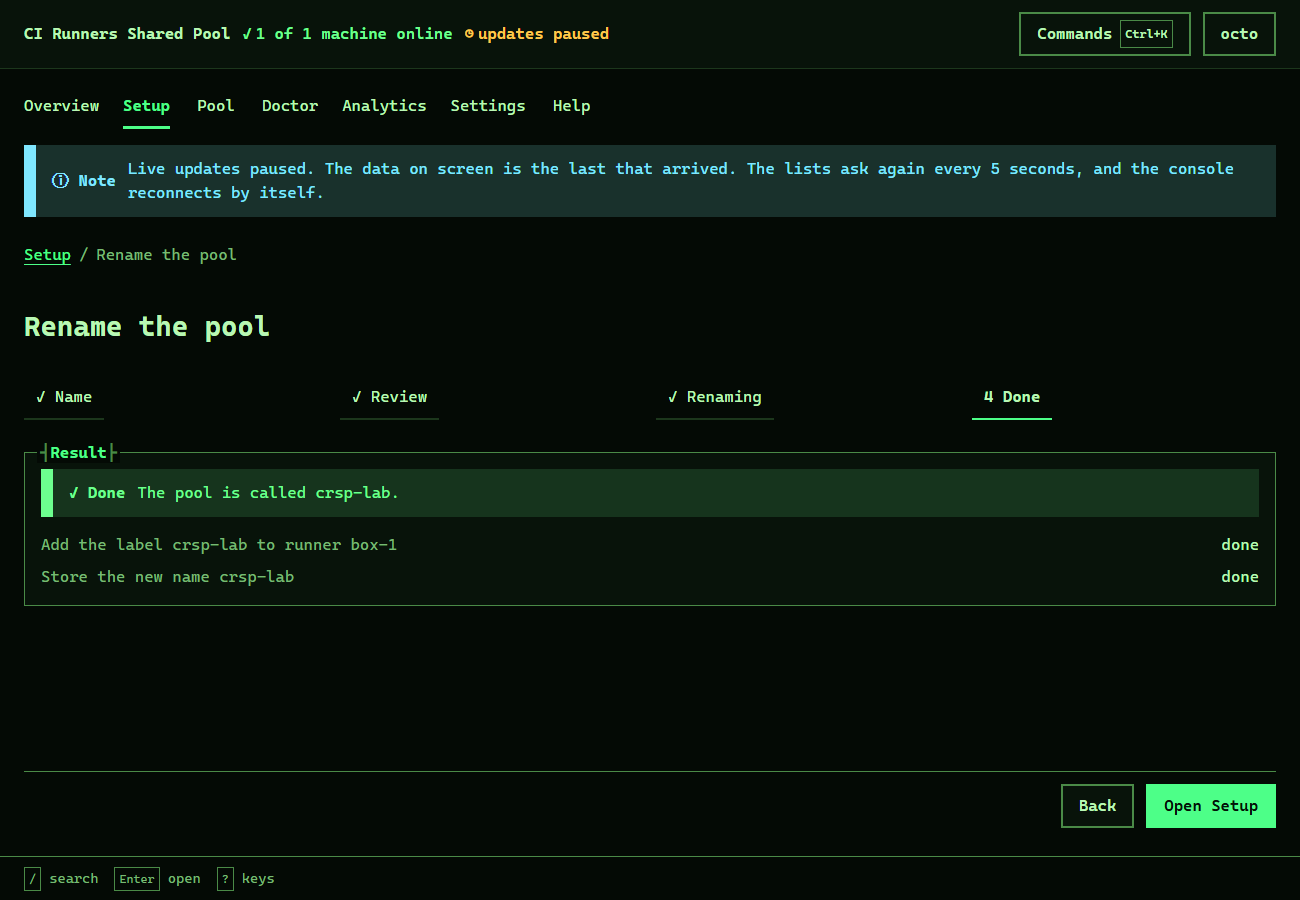 CI Runners Shared Pool ✓ 1 of 1 machine online updates paused
Commands Ctrl+K octo
Overview Setup Pool Doctor Analytics Settings Help
ⓘ Note Live updates paused. The data on screen is the last that arrived. The lists ask again every 5 seconds, and the console
reconnects by itself.
Setup / Rename the pool
Rename the pool
✓ Name ✓ Review ✓ Renaming 4 Done
Result
✓ Done The pool is called crsp-lab.
Add the label crsp-lab to runner box-1 done
Store the new name crsp-lab done
Back Open Setup
/ search Enter open ? keys